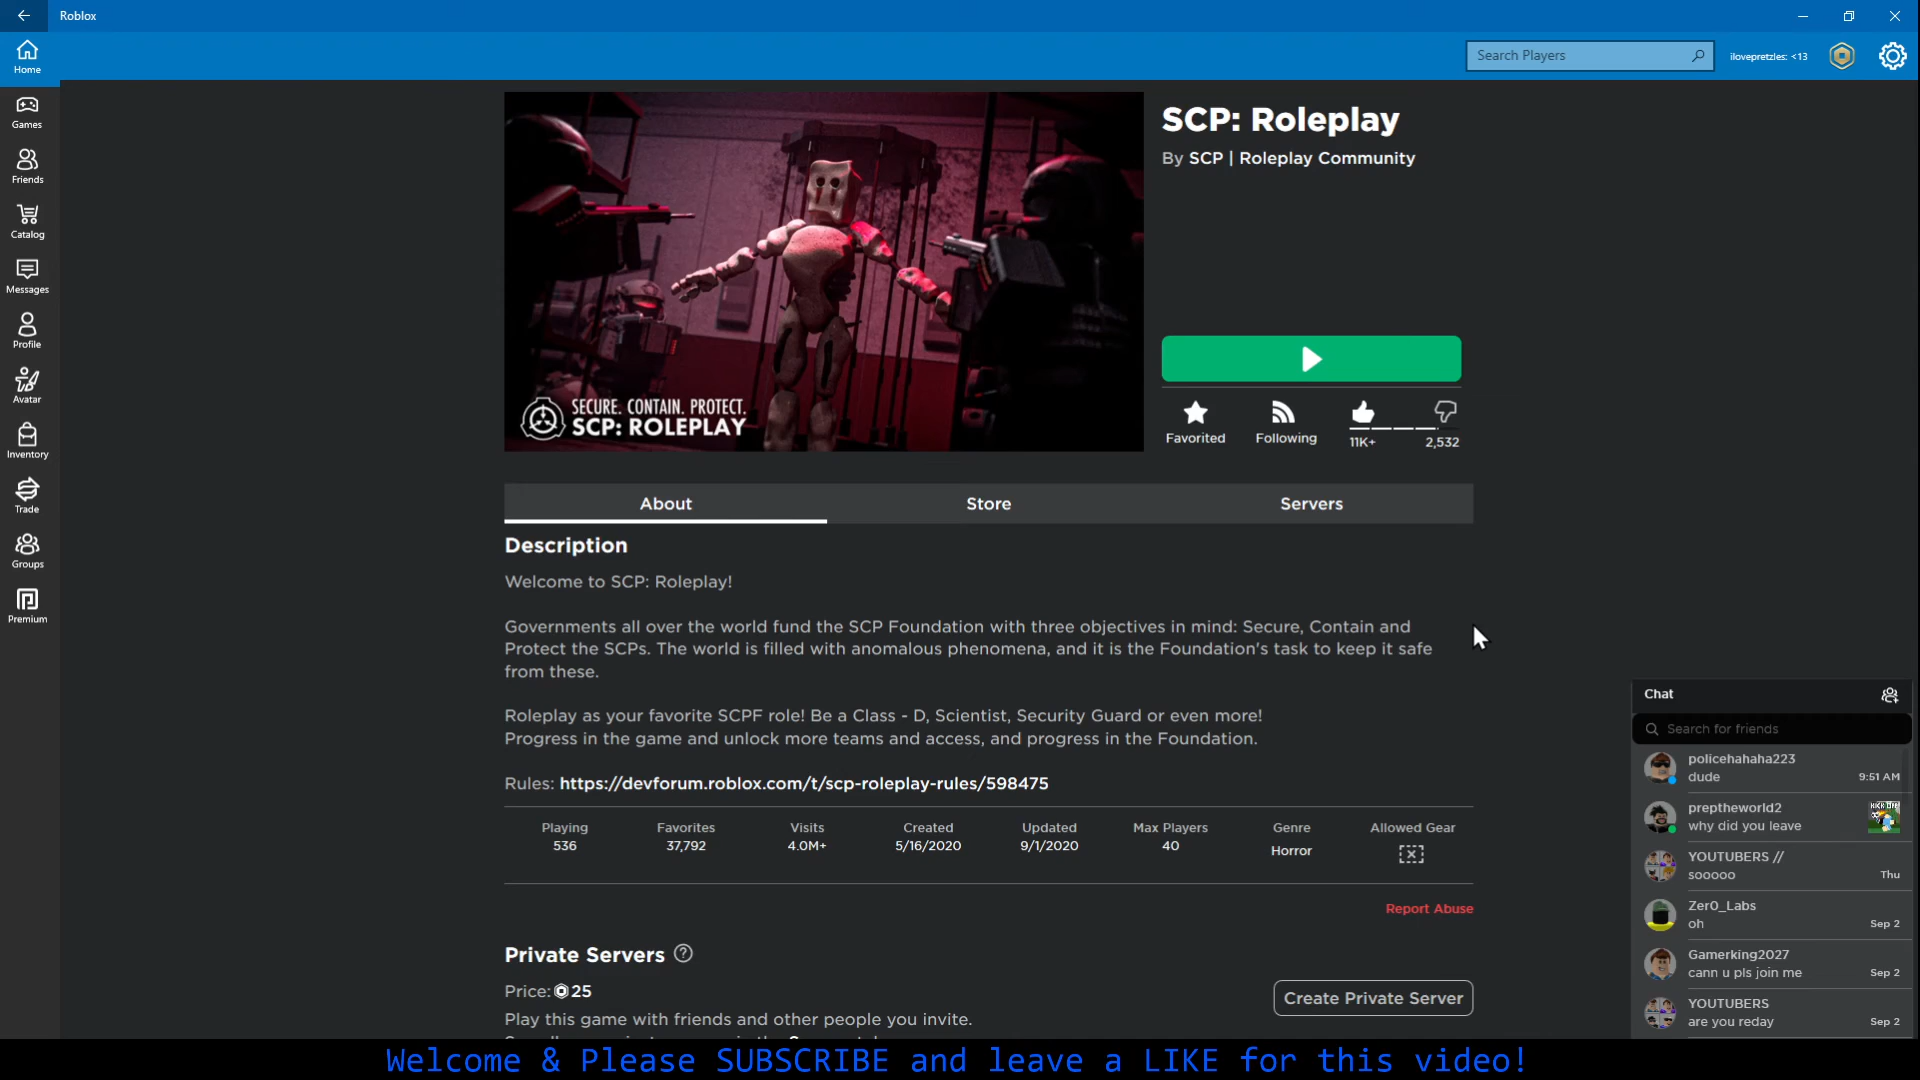 Roblox
Home
Search Players
ilovepretzles: <13
Games
Friends
Catalog
Messages
Profile
Avatar
Inventory
Trade
Groups
Premium
SECURE. CONTAIN. PROTECT.
SCP: ROLEPLAY
SCP: Roleplay
By SCP | Roleplay Community
Favorited
Following
11K+
2,532
About
Store
Servers
Description
Welcome to SCP: Roleplay!
Governments all over the world fund the SCP Foundation with three objectives in mind: Secure, Contain and
Protect the SCPs. The world is filled with anomalous phenomena, and it is the Foundation's task to keep it safe
from these.
Roleplay as your favorite SCPF role! Be a Class - D, Scientist, Security Guard or even more!
Progress in the game and unlock more teams and access, and progress in the Foundation.
Rules: https://devforum.roblox.com/t/scp-roleplay-rules/598475
Playing
536
Favorites
37,792
Visits
4.0M+
Created
5/16/2020
Updated
9/1/2020
Max Players
40
Genre
Horror
Allowed Gear
Report Abuse
Private Servers
Price: 25
Create Private Server
Play this game with friends and other people you invite.
Chat
Search for friends
policehahaha223
dude
9:51 AM
preptheworld2
why did you leave
YOUTUBERS //
sooooo
Thu
Zer0_Labs
oh
Sep 2
Gamerking2027
cann u pls join me
Sep 2
YOUTUBERS
are you reday
Sep 2
Welcome & Please SUBSCRIBE and leave a LIKE for this video!